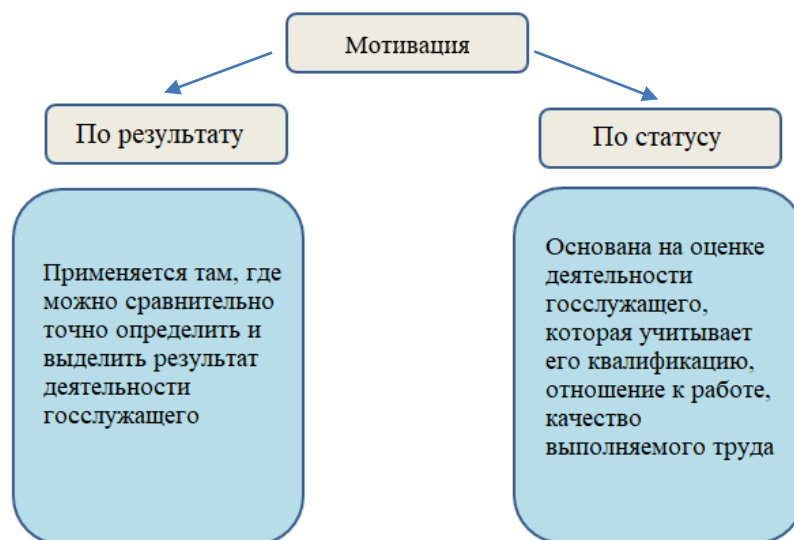 Мотивация
По результату
По статусу
Применяется там, где
можно сравнительно
точно определить и
выделить результат
деятельности
госслужащего
Основана на оценке
деятельности
госслужащего,
которая учитывает
его квалификацию,
отношение к работе,
качество
выполняемого труда